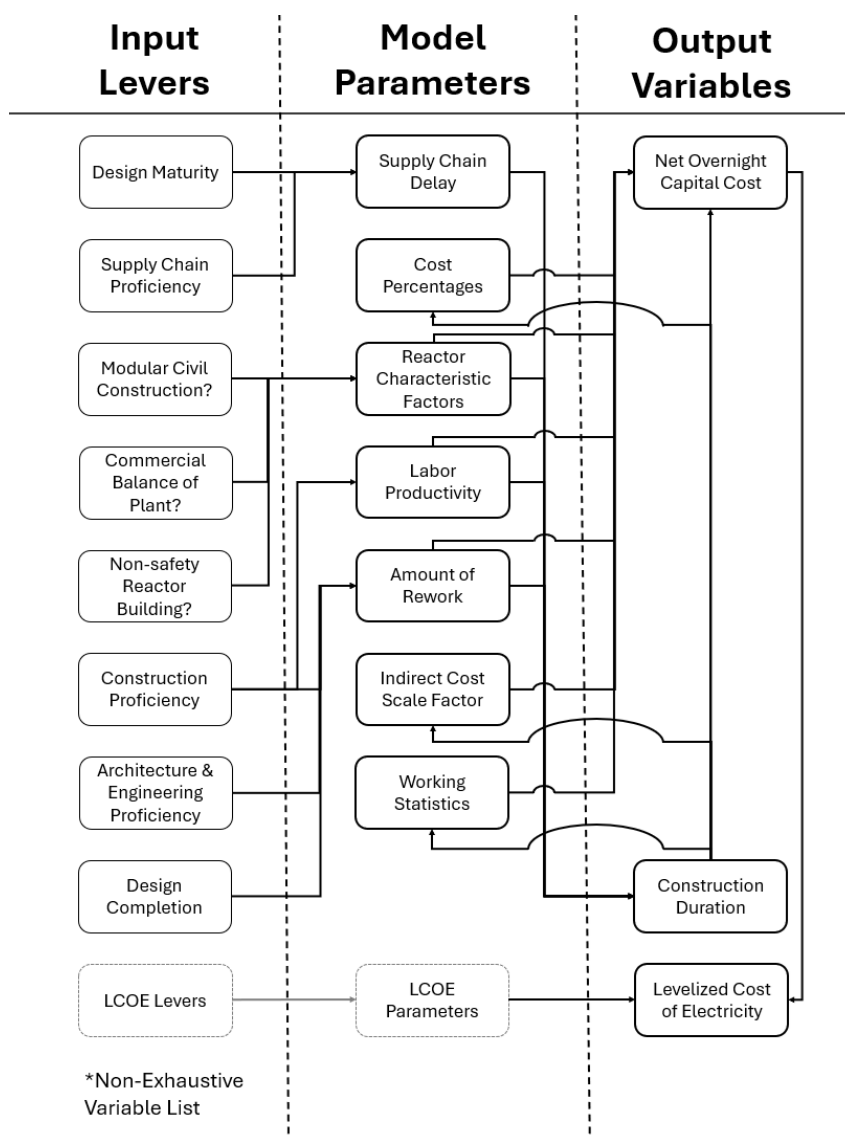 Input
Levers
Model
Parameters
Output
Variables
Design Maturity
Supply Chain
Delay
Net Overnight
Capital Cost
Supply Chain
Proficiency
Cost
Percentages
Modular Civil
Construction?
Reactor
Characteristic
Factors
Commercial
Balance of
Plant?
Labor
Productivity
Non-safety
Reactor
Building?
Amount of
Rework
Construction
Proficiency
Indirect Cost
Scale Factor
Architecture &
Engineering
Proficiency
Working
Statistics
Design
Completion
Construction
Duration
LCOE Levers
LCOE
Parameters
Levelized Cost
of Electricity
*Non-Exhaustive
Variable List